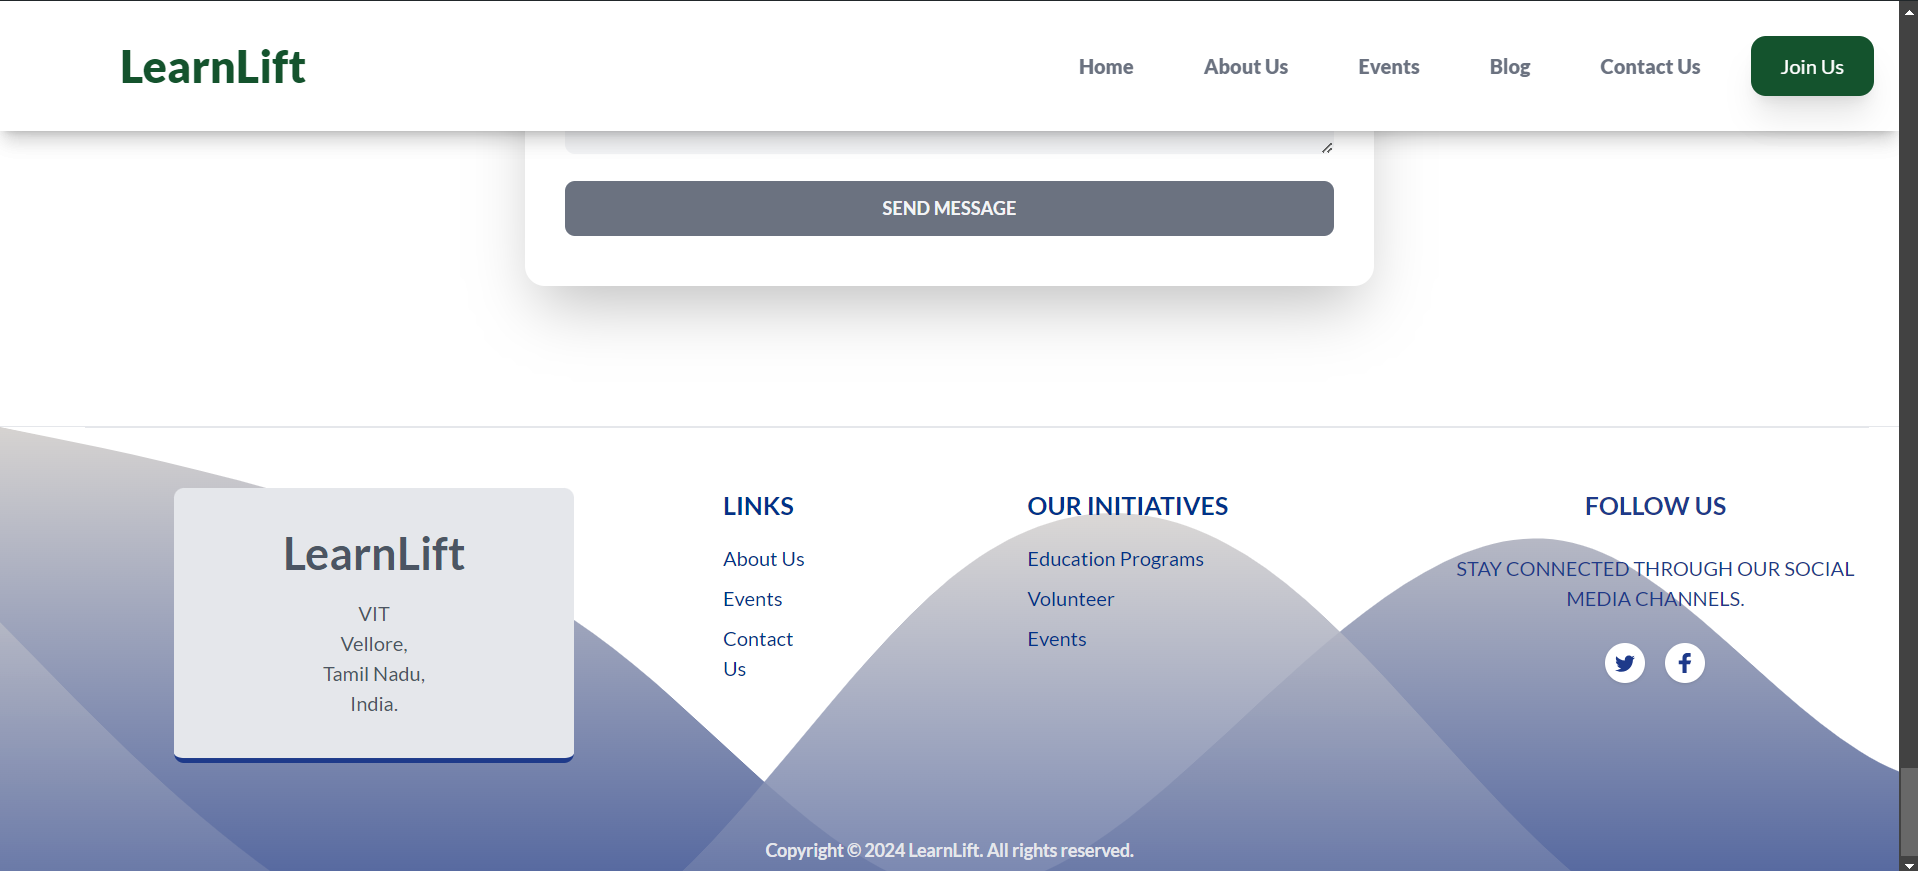 LearnLift
Home
About Us
Events
Blog
Contact Us
Join Us
SEND MESSAGE
LearnLift
VIT
Vellore,
Tamil Nadu,
India.
LINKS
About Us
Events
Contact
Us
OUR INITIATIVES
Education Programs
Volunteer
Events
FOLLOW US
STAY CONNECTED THROUGH OUR SOCIAL
MEDIA CHANNELS.
Copyright © 2024 LearnLift. All rights reserved.